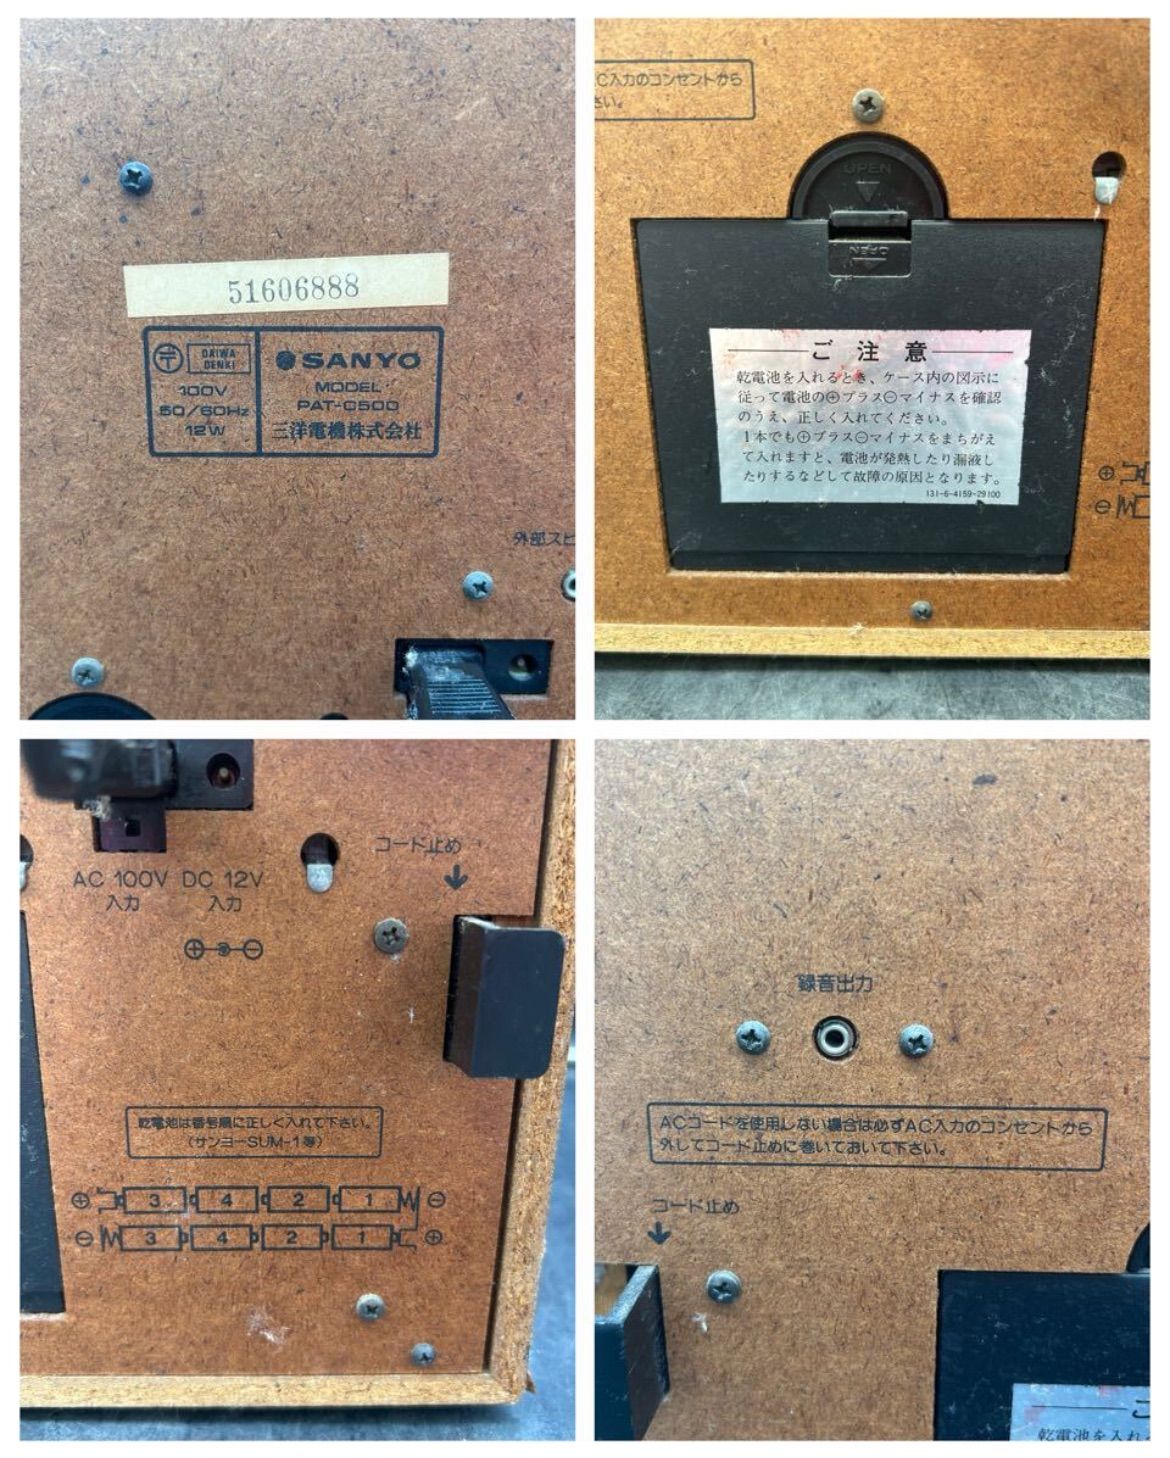 51606888
〒
DAIWA
DENKI
100V
50/60Hz
12W
SANYO
MODEL
PAT-C500
三洋電機株式会社
外部スピ
C入力のコンセントから
さい。
OPEN
OPEN
ご注意
乾電池を入れるとき、ケース内の図示に
従って電池の⊕プラス⊖マイナスを確認
のうえ、正しく入れてください。
1本でも⊕プラス⊖マイナスをまちがえ
て入れますと、電池が発熱したり漏液し
たりするなどして故障の原因となります。
131-6-4159-29100
⊕
⊖
コード止め
AC 100V DC 12V
入力 入力
⊕ ⊖
乾電池は番号順に正しく入れて下さい。
(サンヨーSUM-1等)
⊕ 3 4 2 1 ⊖
⊖ 3 4 2 1 ⊕
録音出力
ACコードを使用しない場合は必ずAC入力のコンセントから
外してコード止めに巻いておいて下さい。
コード止め
ご
乾電池を入れ